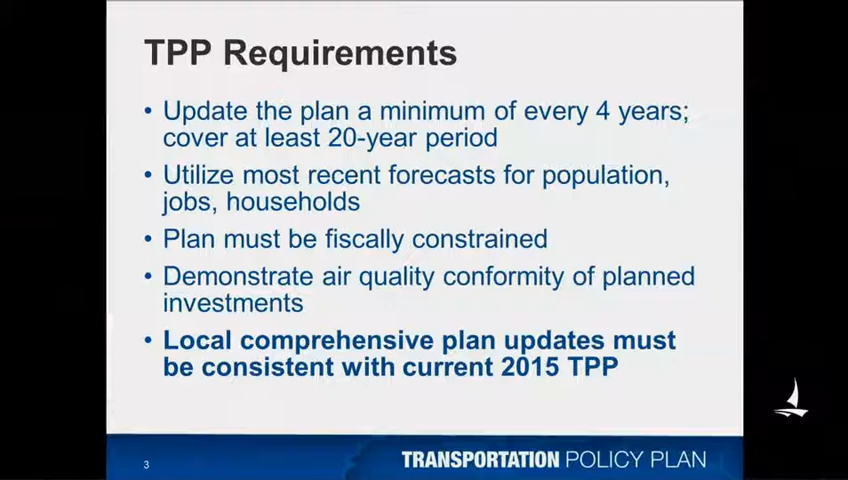 TPP Requirements
• Update the plan a minimum of every 4 years;
cover at least 20-year period
• Utilize most recent forecasts for population,
jobs, households
• Plan must be fiscally constrained
• Demonstrate air quality conformity of planned
investments
• Local comprehensive plan updates must
be consistent with current 2015 TPP
3
TRANSPORTATION POLICY PLAN